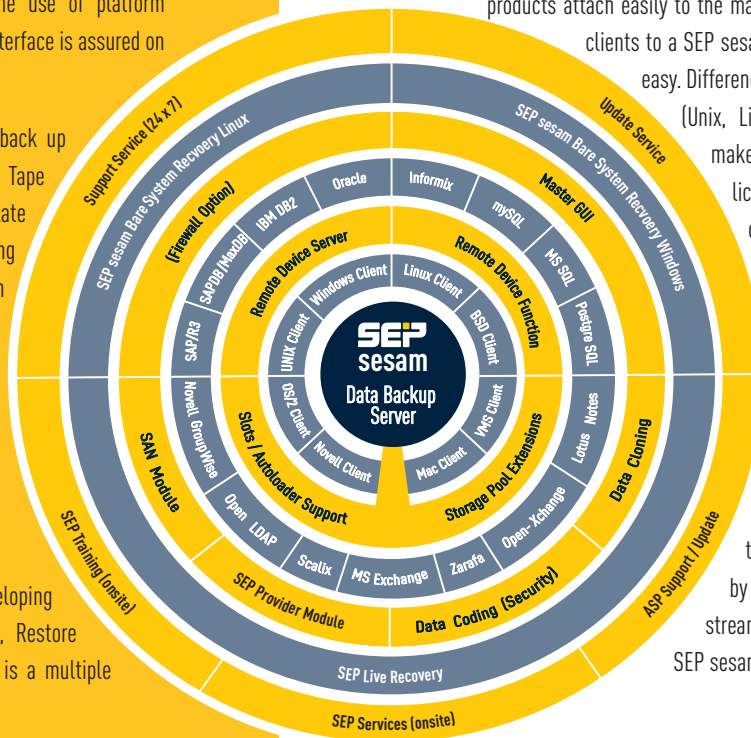 the use of platform
nterface is assured on
back up
Tape
ate
ing
products attach easily to the ma
clients to a SEP sesa
easy. Differenc
(Unix, Li
make
lic
Support Service (24 x 7)
Update Service
SEP sesam Bare System Recvoery Linux
SEP sesam Bare System Recvoery Windows
(Firewall Option)
Master GUI
SAP/R3
SAPDB/MaxDB
IBM DB2
Oracle
Informix
mySQL
MS SQL
Postgre SQL
Remote Device Server
Remote Device Function
OS/2 Client
UNIX Client
Windows Client
Linux Client
BSD Client
VMS Client
SEP
sesam
Data Backup
Server
Novell Client
Mac Client
Slots / Autoloader Support
Storage Pool Extensions
Novell GroupWise
Open LDAP
Scalix
MS Exchange
Zarafa
Open-Xchange
Lotus Notes
SAN Module
SEP Provider Module
Data Coding (Security)
Data Cloning
SEP Live Recovery
SEP Training (onsite)
SEP Services (onsite)
ASP Support / Update
eloping
, Restore
is a multiple
t
by
stream
SEP sesam